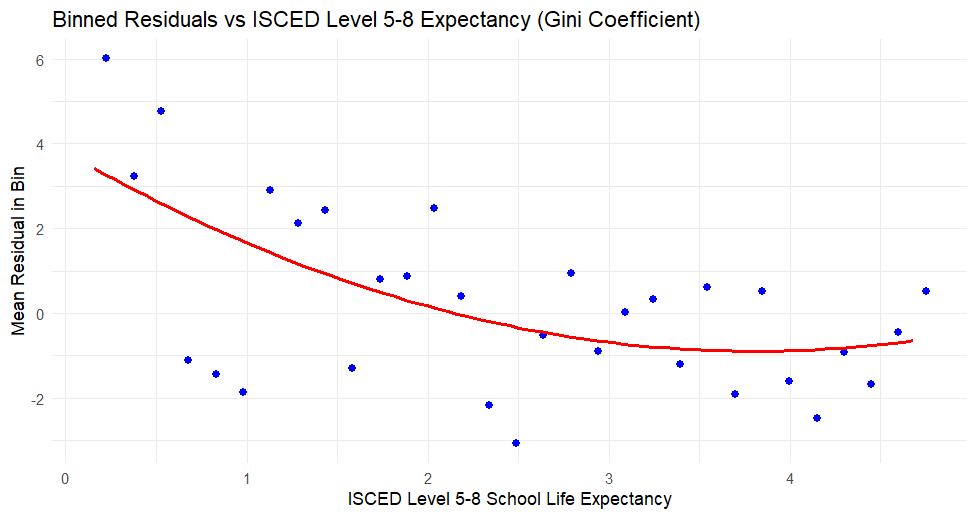 Binned Residuals vs ISCED Level 5-8 Expectancy (Gini Coefficient)
Mean Residual in Bin
6
4
2
0
-2
0 1 2 3 4
ISCED Level 5-8 School Life Expectancy